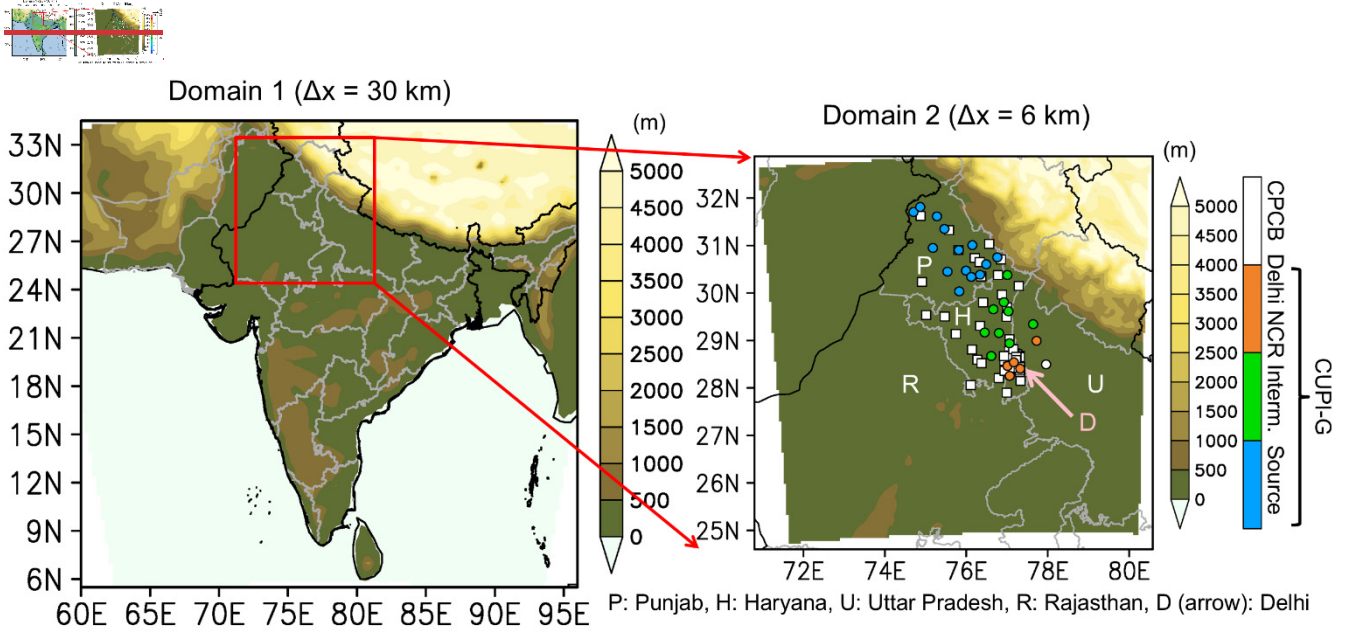 Domain 1 (Δx = 30 km)
33N
30N
27N
24N
21N
18N
15N
12N
9N
6N
60E 65E 70E 75E 80E 85E 90E 95E
(m)
5000
4500
4000
3500
3000
2500
2000
1500
1000
500
0
Domain 2 (Δx = 6 km)
32N
31N
30N
29N
28N
27N
26N
25N
72E 74E 76E 78E 80E
P
H
R
U
D
(m)
5000
4500
4000
3500
3000
2500
2000
1500
1000
500
0
CPCB Delhi NCR Interm. Source
CUPI-G
P: Punjab, H: Haryana, U: Uttar Pradesh, R: Rajasthan, D (arrow): Delhi